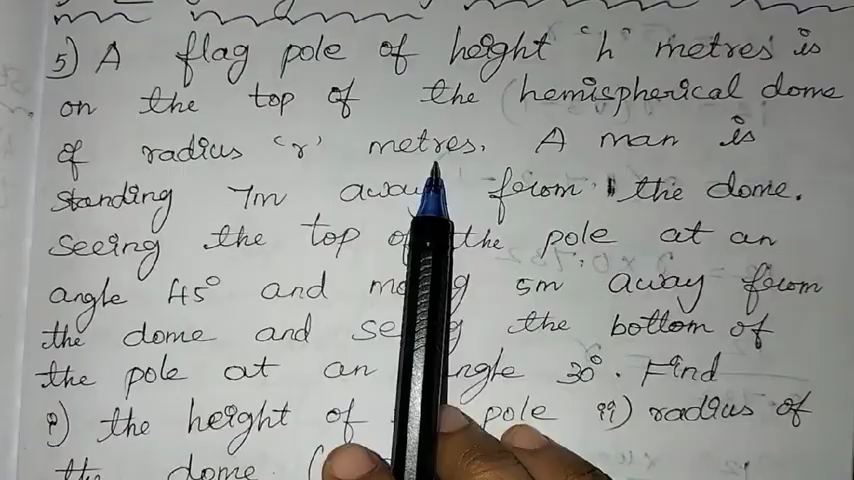 5) A flag pole of height 'h' metres is
on the top of the hemispherical dome
of radius 'r' metres. A man is
standing 7m away from the dome.
seeing the top of the pole at an
angle 45° and 5m away from
the dome and the bottom of
the pole at an angle 30°. Find
i) the height of pole ii) radius of
the dome. (